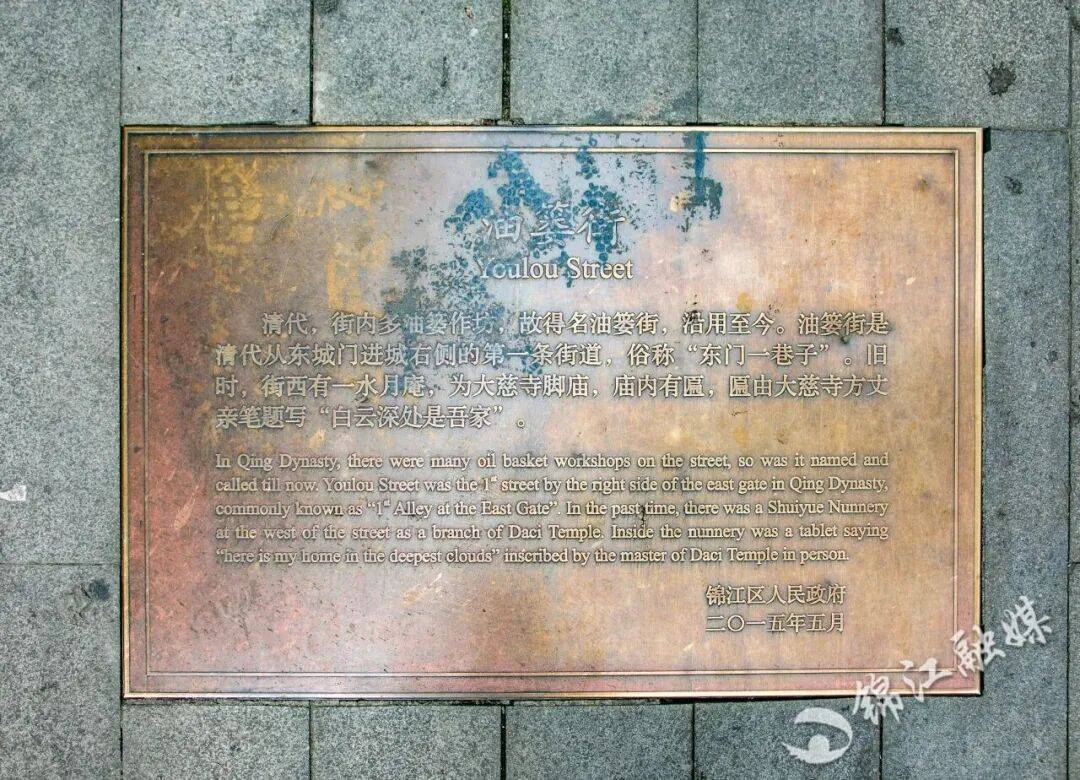 油篓街
Youlou Street
清代，街内多油篓作坊，故得名油篓街，沿用至今。油篓街是
清代从东城门进城右侧的第一条街道，俗称“东门一巷子”。旧
时，街西有一水月庵，为大慈寺脚庙，庙内有匾，匾由大慈寺方丈
亲笔题写“白云深处是吾家”。
In Qing Dynasty, there were many oil basket workshops on the street, so was it named and
called till now. Youlou Street was the 1st street by the right side of the east gate in Qing Dynasty,
commonly known as “1st Alley at the East Gate”. In the past time, there was a Shuiyue Nunnery
at the west of the street as a branch of Daci Temple. Inside the nunnery was a tablet saying
“here is my home in the deepest clouds” inscribed by the master of Daci Temple in person.
锦江区人民政府
二〇一五年五月
锦江融媒